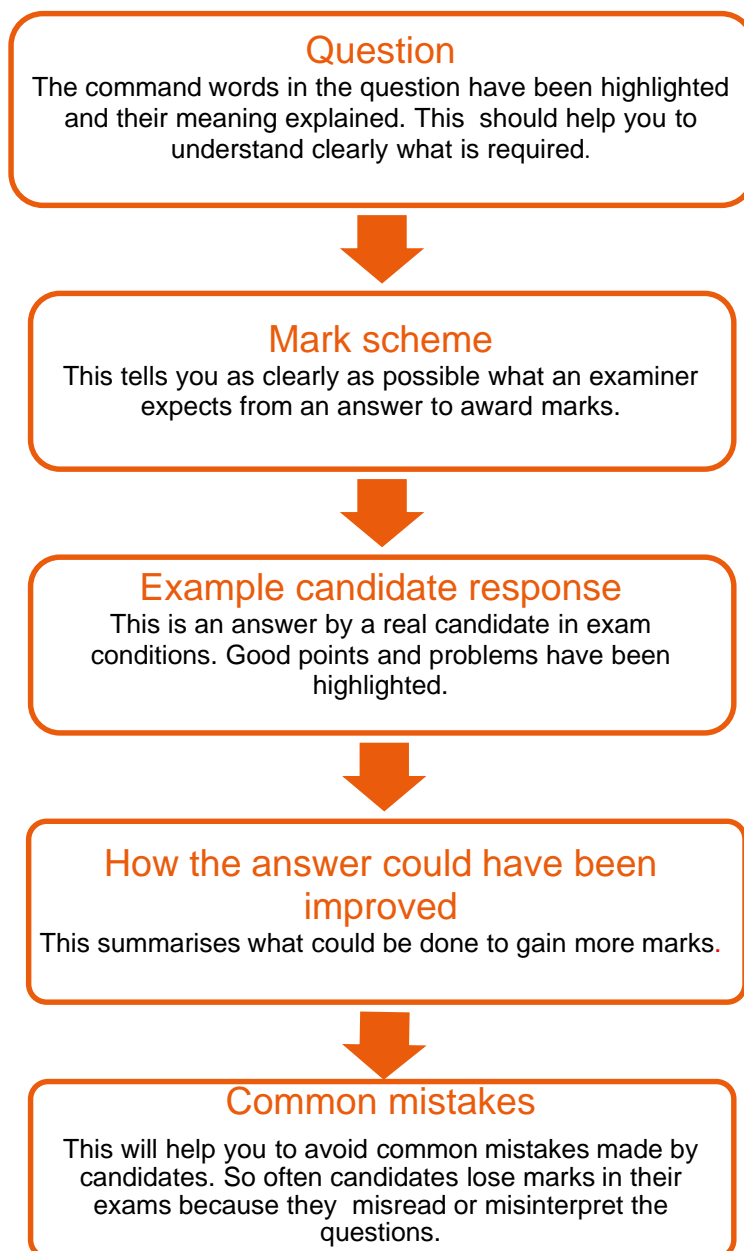 Question
The command words in the question have been highlighted
and their meaning explained. This  should help you to
understand clearly what is required.
Mark scheme
This tells you as clearly as possible what an examiner
expects from an answer to award marks.
Example candidate response
This is an answer by a real candidate in exam
conditions. Good points and problems have been
highlighted.
How the answer could have been
improved
This summarises what could be done to gain more marks.
Common mistakes
This will help you to avoid common mistakes made by
candidates. So often candidates lose marks in their
exams because they  misread or misinterpret the
questions.